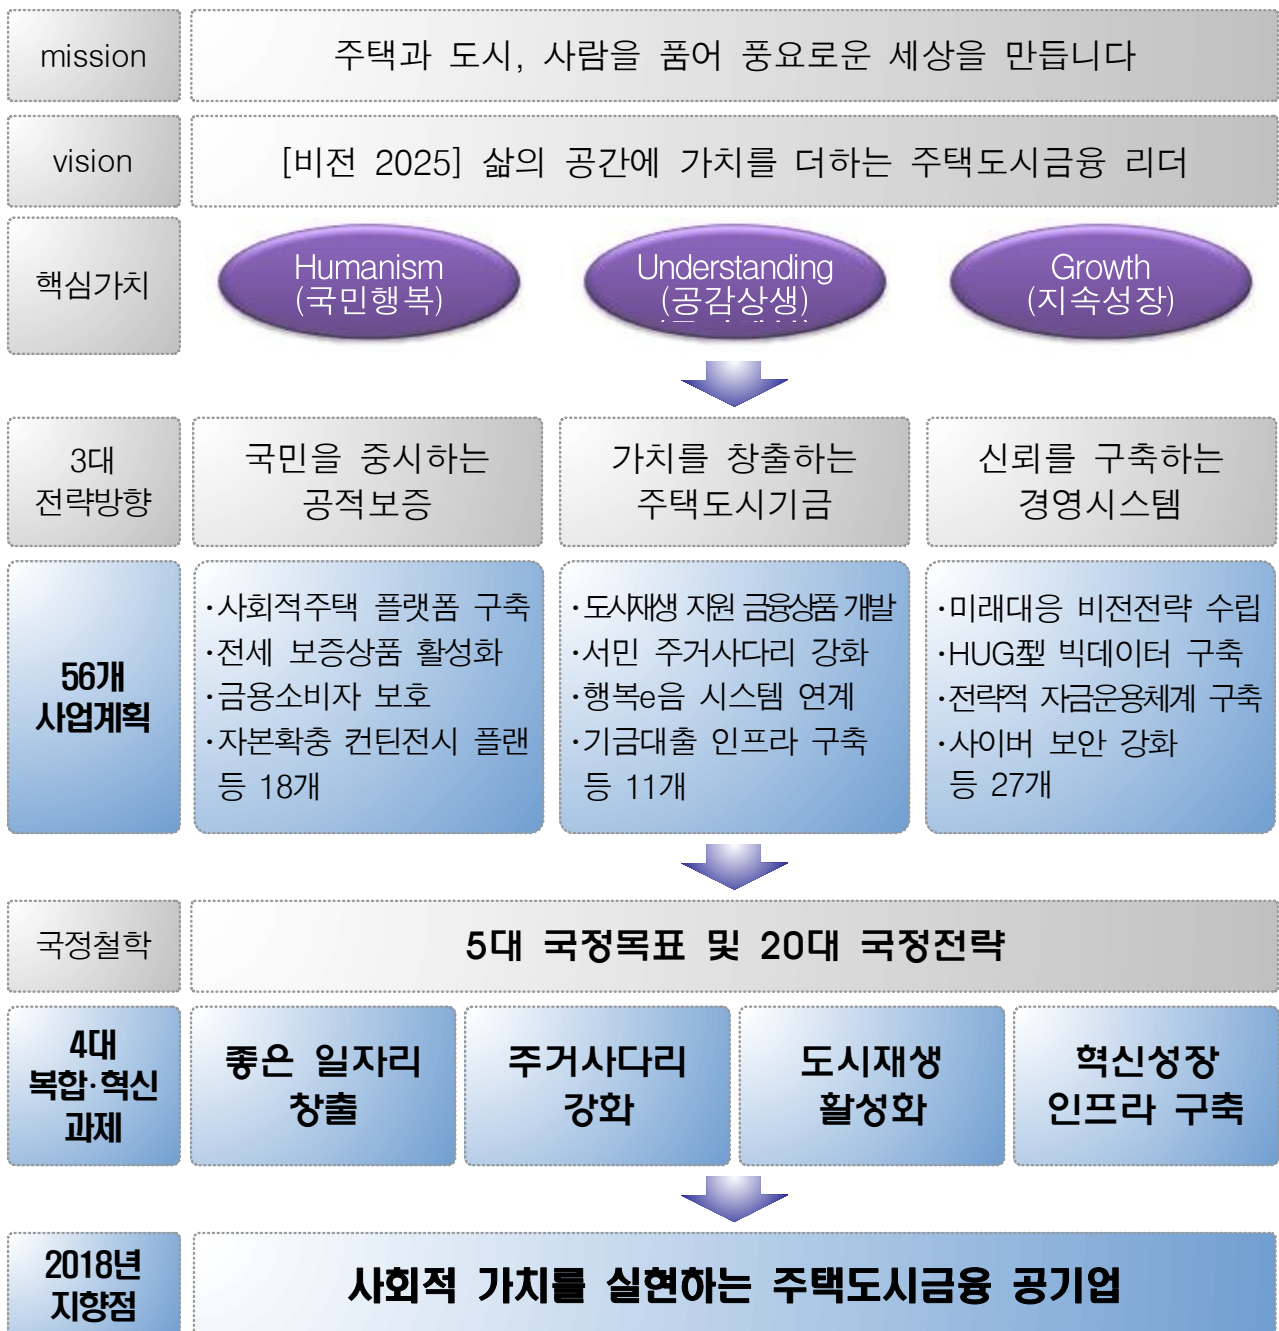 mission
주택과 도시, 사람을 품어 풍요로운 세상을 만듭니다
vision
[비전 2025] 삶의 공간에 가치를 더하는 주택도시금융 리더
핵심가치
Humanism
(국민행복)
Understanding
(공감상생)
Growth
(지속성장)
3대
전략방향
국민을 중시하는
공적보증
가치를 창출하는
주택도시기금
신뢰를 구축하는
경영시스템
56개
사업계획
·사회적주택 플랫폼 구축
·전세 보증상품 활성화
·금융소비자 보호
·자본확충 컨틴전시 플랜
등 18개
·도시재생 지원 금융상품 개발
·서민 주거사다리 강화
·행복e음 시스템 연계
·기금대출 인프라 구축
등 11개
·미래대응 비전전략 수립
·HUG型 빅데이터 구축
·전략적 자금운용체계 구축
·사이버 보안 강화
등 27개
국정철학
5대 국정목표 및 20대 국정전략
4대
복합·혁신
과제
좋은 일자리
창출
주거사다리
강화
도시재생
활성화
혁신성장
인프라 구축
2018년
지향점
사회적 가치를 실현하는 주택도시금융 공기업